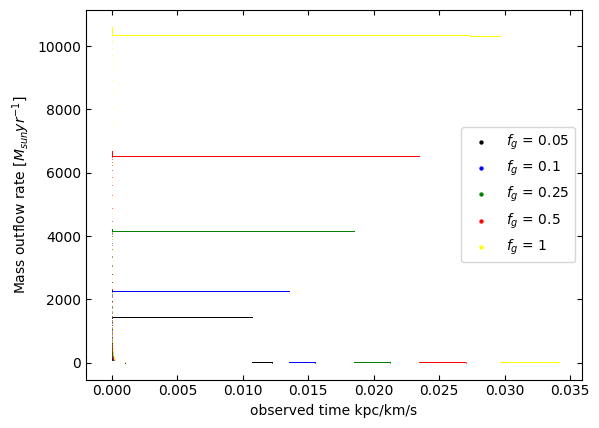 Mass outflow rate [M_sun yr^-1]
10000
8000
6000
4000
2000
0
f_g = 0.05
f_g = 0.1
f_g = 0.25
f_g = 0.5
f_g = 1
0.000 0.005 0.010 0.015 0.020 0.025 0.030 0.035
observed time kpc/km/s